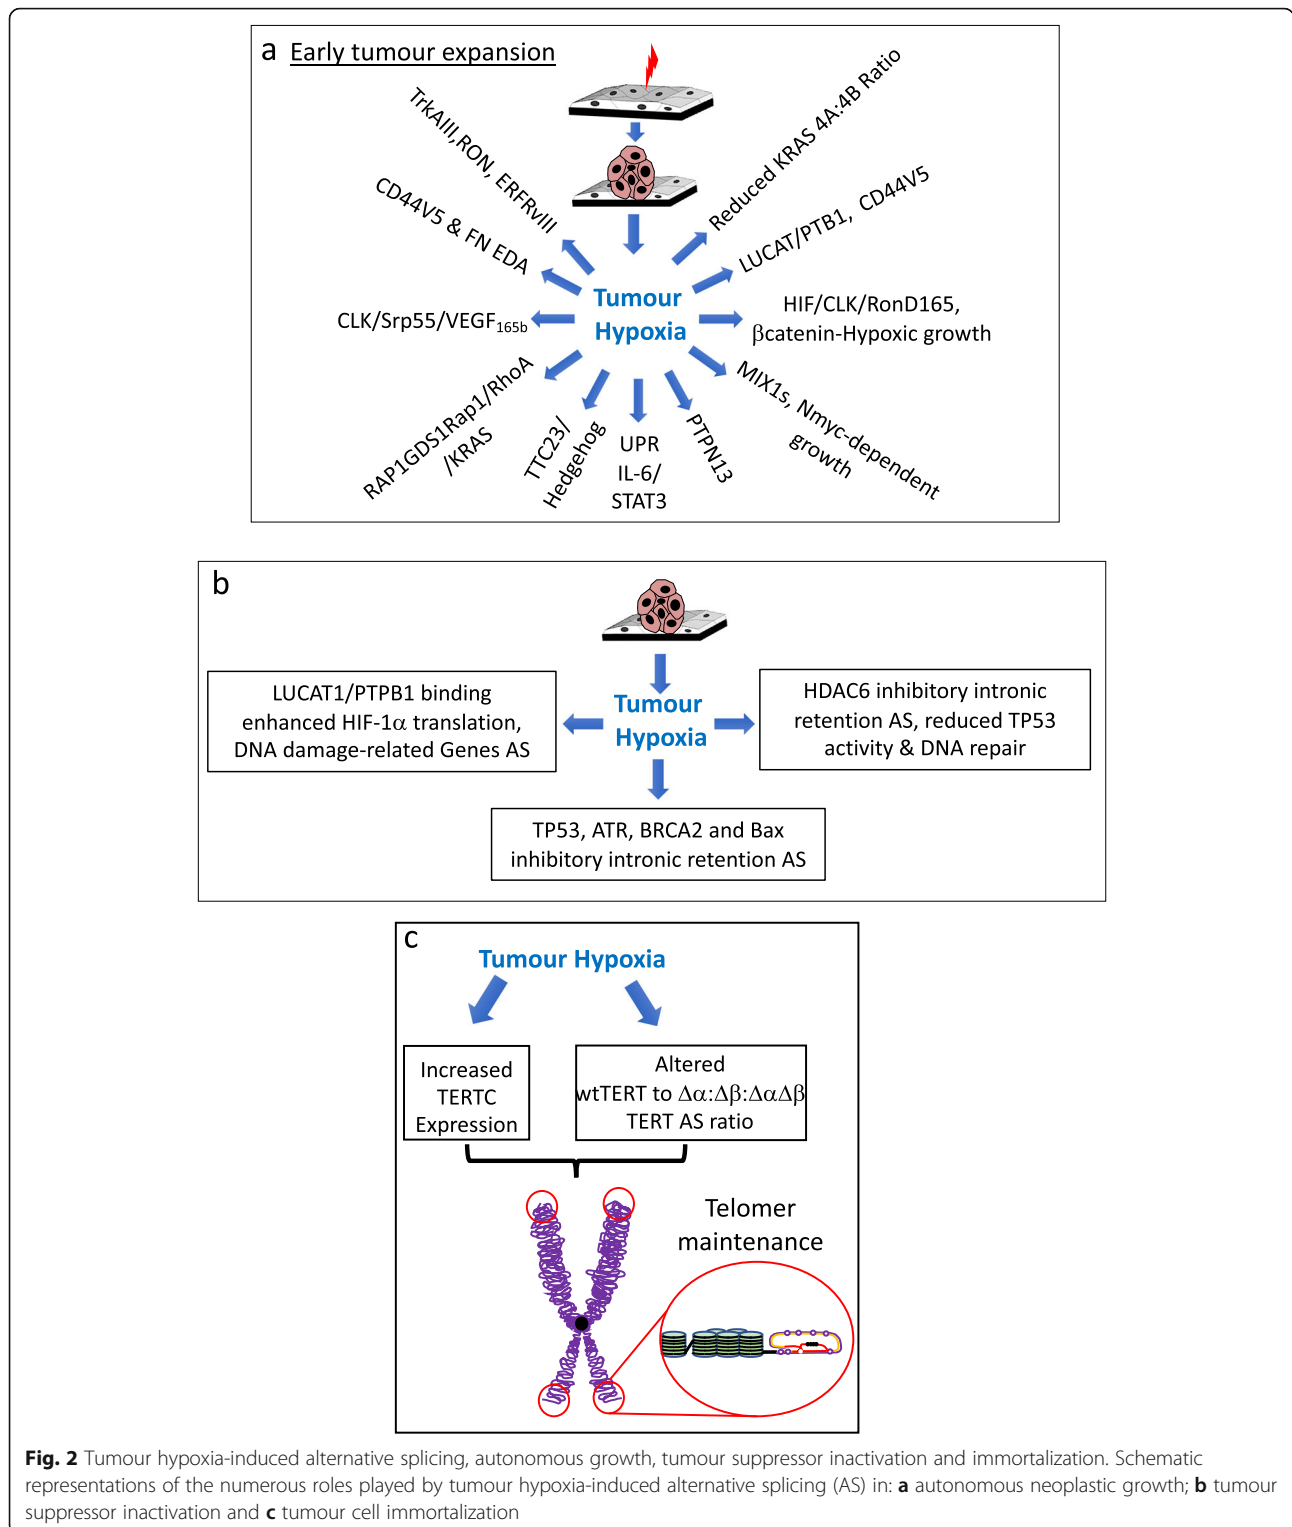 a Early tumour expansion
TrkAIII,RON, ERFRvIII
CD44V5 & FN EDA
CLK/Srp55/VEGF165b
RAP1GDS1Rap1/RhoA
/KRAS
TTC23/
Hedgehog
UPR
IL-6/
STAT3
PTPN13
MIX1s, Nmyc-dependent
growth
HIF/CLK/RonD165,
βcatenin-Hypoxic growth
LUCAT/PTB1, CD44V5
Reduced KRAS 4A:4B Ratio
Tumour
Hypoxia
b
Tumour
Hypoxia
LUCAT1/PTPB1 binding
enhanced HIF-1α translation,
DNA damage-related Genes AS
HDAC6 inhibitory intronic
retention AS, reduced TP53
activity & DNA repair
TP53, ATR, BRCA2 and Bax
inhibitory intronic retention AS
c
Tumour Hypoxia
Increased
TERTC
Expression
Altered
wtTERT to Δα:Δβ:ΔαΔβ
TERT AS ratio
Telomer
maintenance
Fig. 2 Tumour hypoxia-induced alternative splicing, autonomous growth, tumour suppressor inactivation and immortalization. Schematic
representations of the numerous roles played by tumour hypoxia-induced alternative splicing (AS) in: a autonomous neoplastic growth; b tumour
suppressor inactivation and c tumour cell immortalization